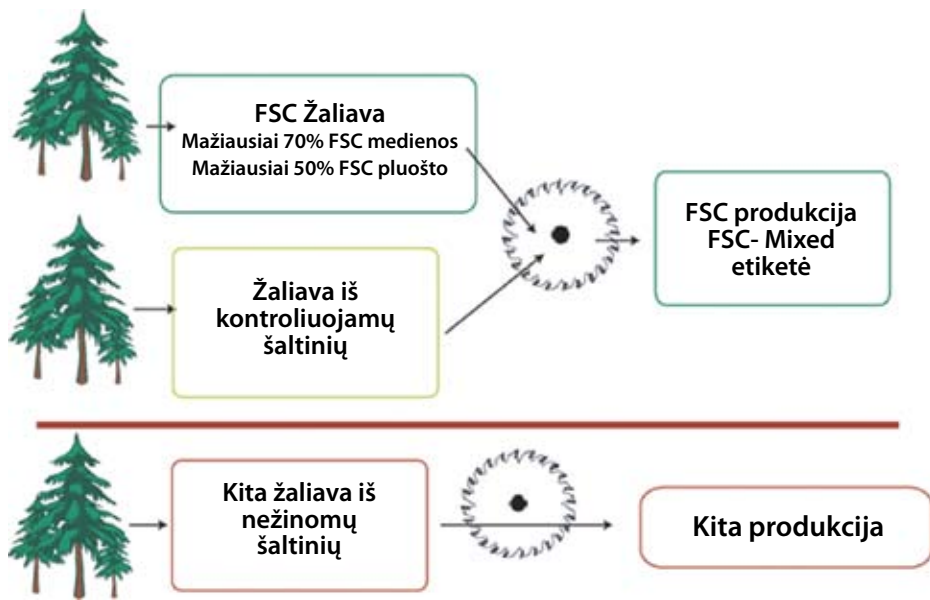 FSC Žaliava
Mažiausiai 70% FSC medienos
Mažiausiai 50% FSC pluošto
FSC produkcija
FSC- Mixed
etiketė
Žaliava iš
kontroliuojamų
šaltinių
Kita žaliava iš
nežinomų
šaltinių
Kita produkcija